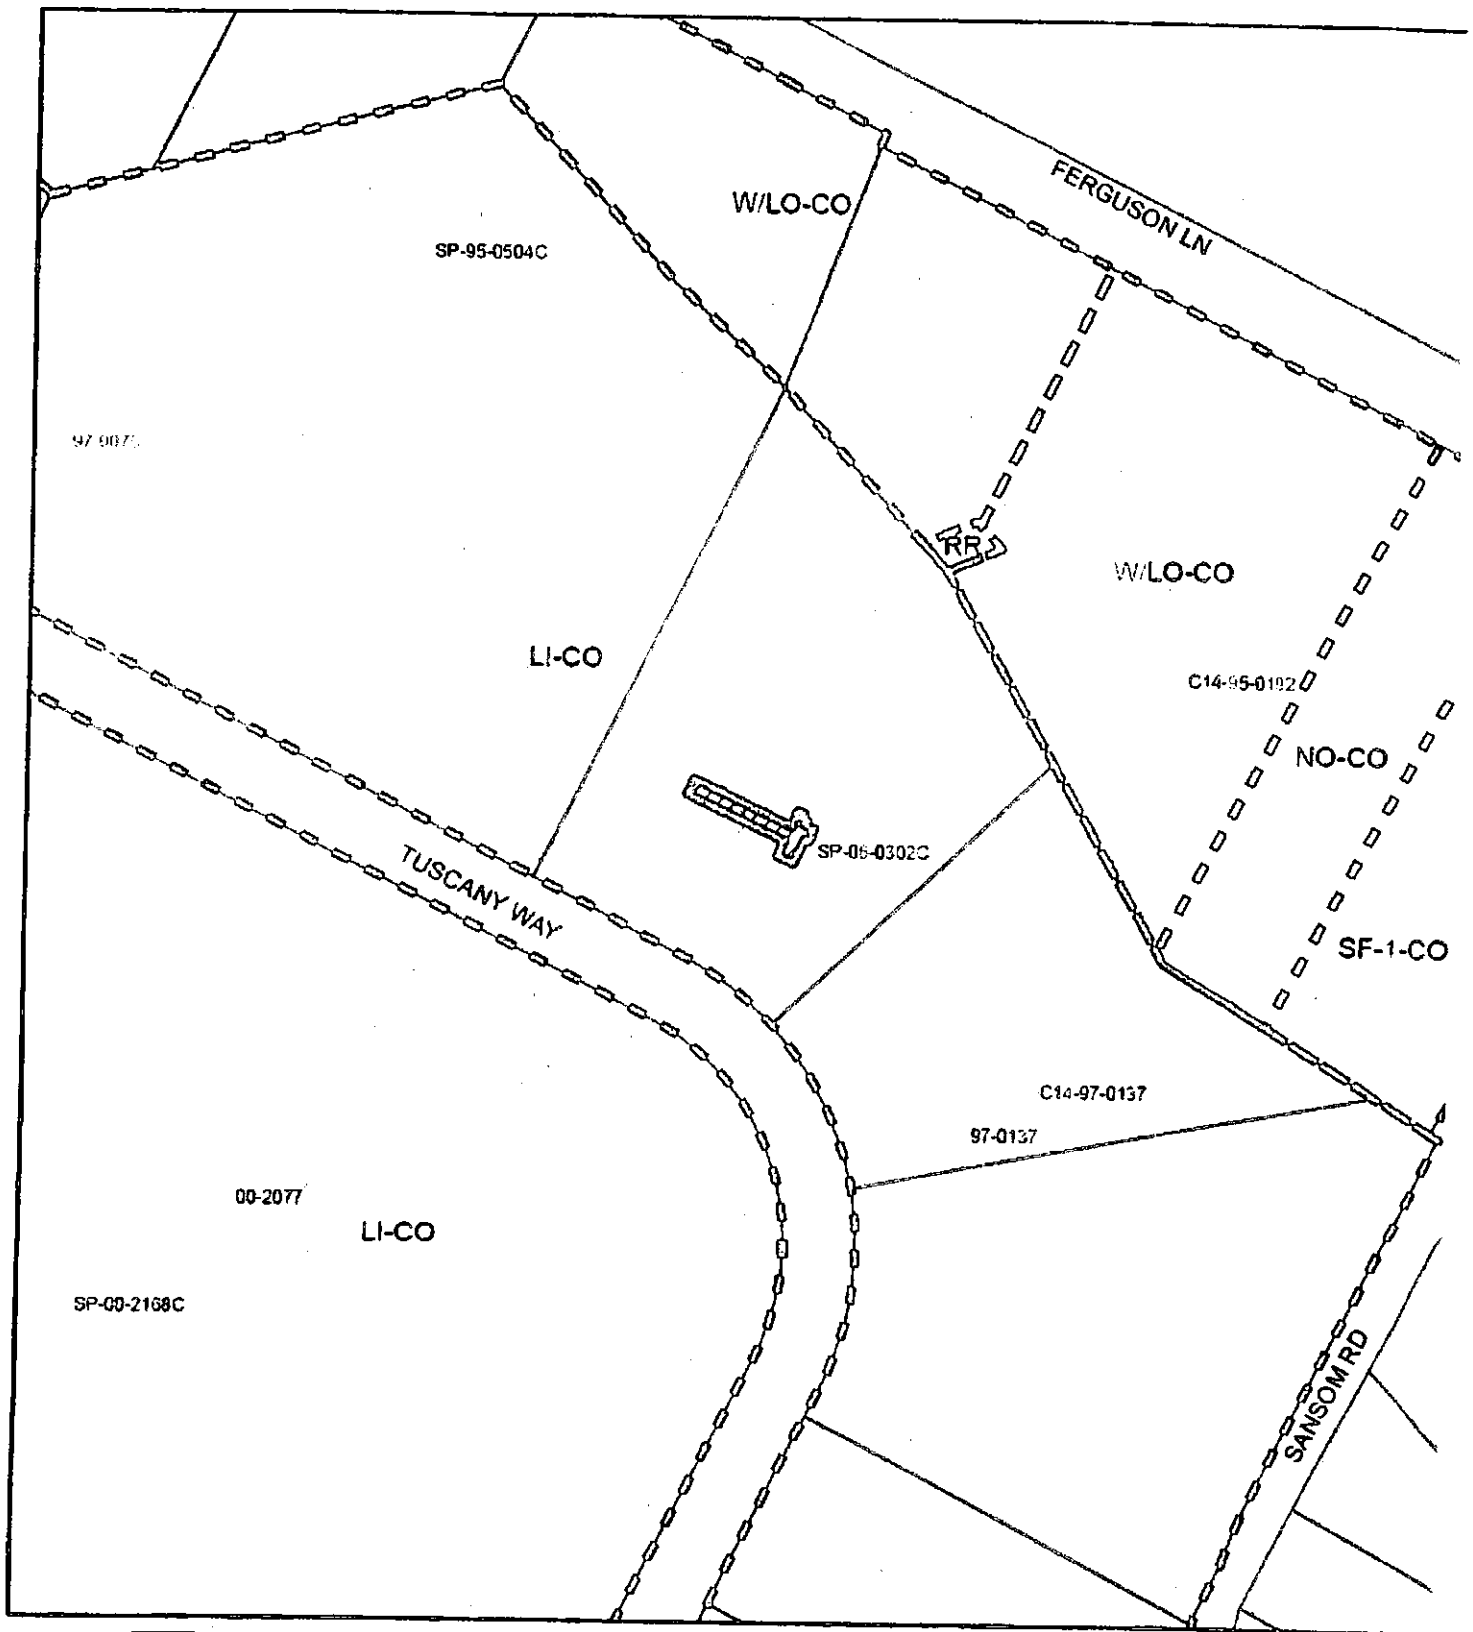 FERGUSON LN
W/LO-CO
SP-95-0504C
RR
W/LO-CO
LI-CO
C14-95-0192
NO-CO
SP-06-0302C
TUSCANY WAY
SF-1-CO
C14-97-0137
97-0137
00-2077
LI-CO
SP-00-2168C
SANSOM RD